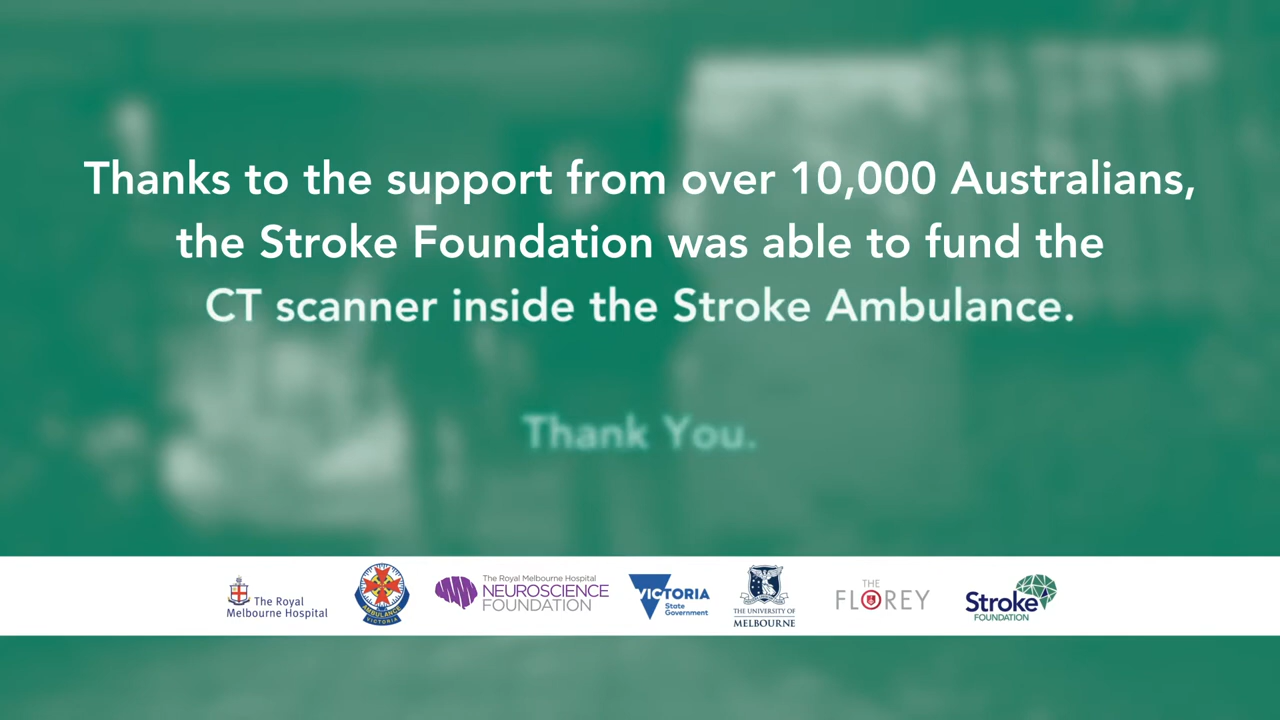 Thanks to the support from over 10,000 Australians,
the Stroke Foundation was able to fund the
CT scanner inside the Stroke Ambulance.
Thank You.
The Royal
Melbourne Hospital
AMBULANCE
VICTORIA
The Royal Melbourne Hospital
NEUROSCIENCE
FOUNDATION
VICTORIA
State
Government
THE UNIVERSITY OF
MELBOURNE
THE
FLOREY
Stroke
FOUNDATION